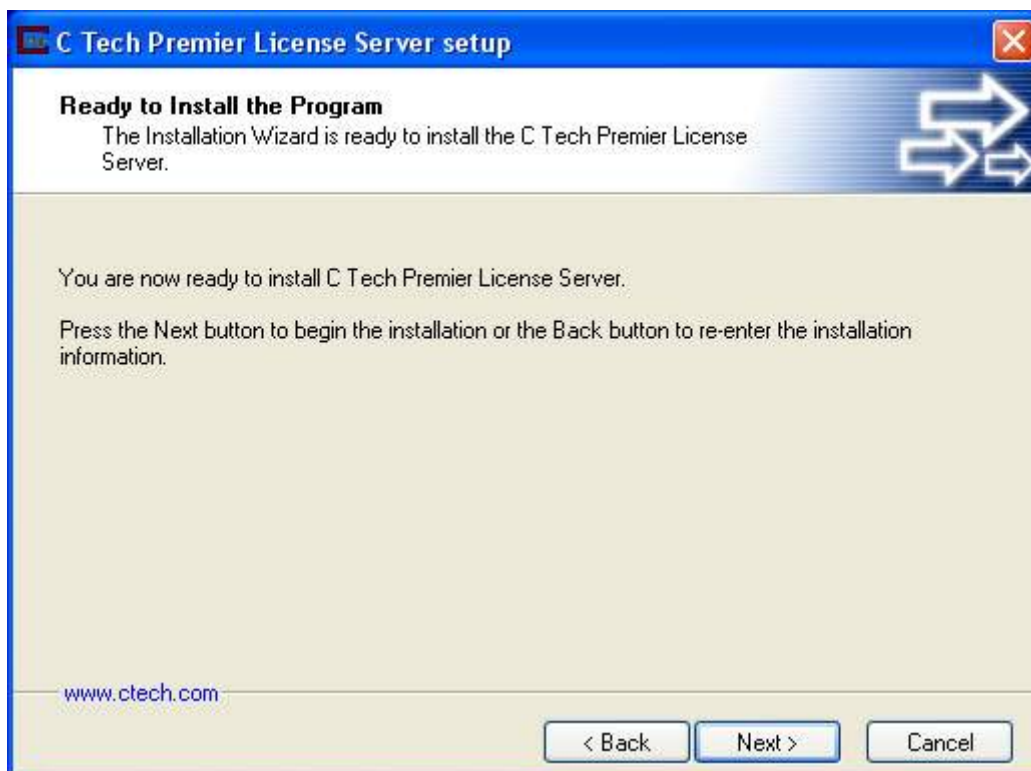 C Tech Premier License Server setup
Ready to Install the Program
The Installation Wizard is ready to install the C Tech Premier License
Server.
You are now ready to install C Tech Premier License Server.
Press the Next button to begin the installation or the Back button to re-enter the installation
information.
www.ctech.com
< Back Next > Cancel